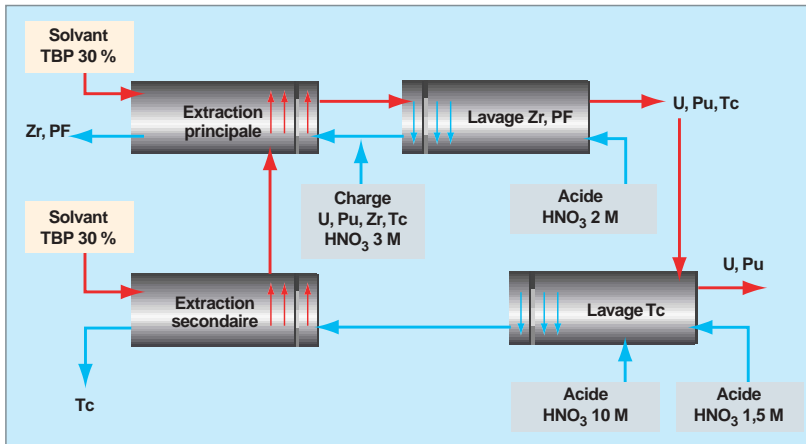 Solvant
TBP 30 %
Extraction
principale
Lavage Zr, PF
U, Pu, Tc
Zr, PF
Charge
U, Pu, Zr, Tc
HNO₃ 3 M
Acide
HNO₃ 2 M
Solvant
TBP 30 %
U, Pu
Extraction
secondaire
Lavage Tc
Tc
Acide
HNO₃ 10 M
Acide
HNO₃ 1,5 M